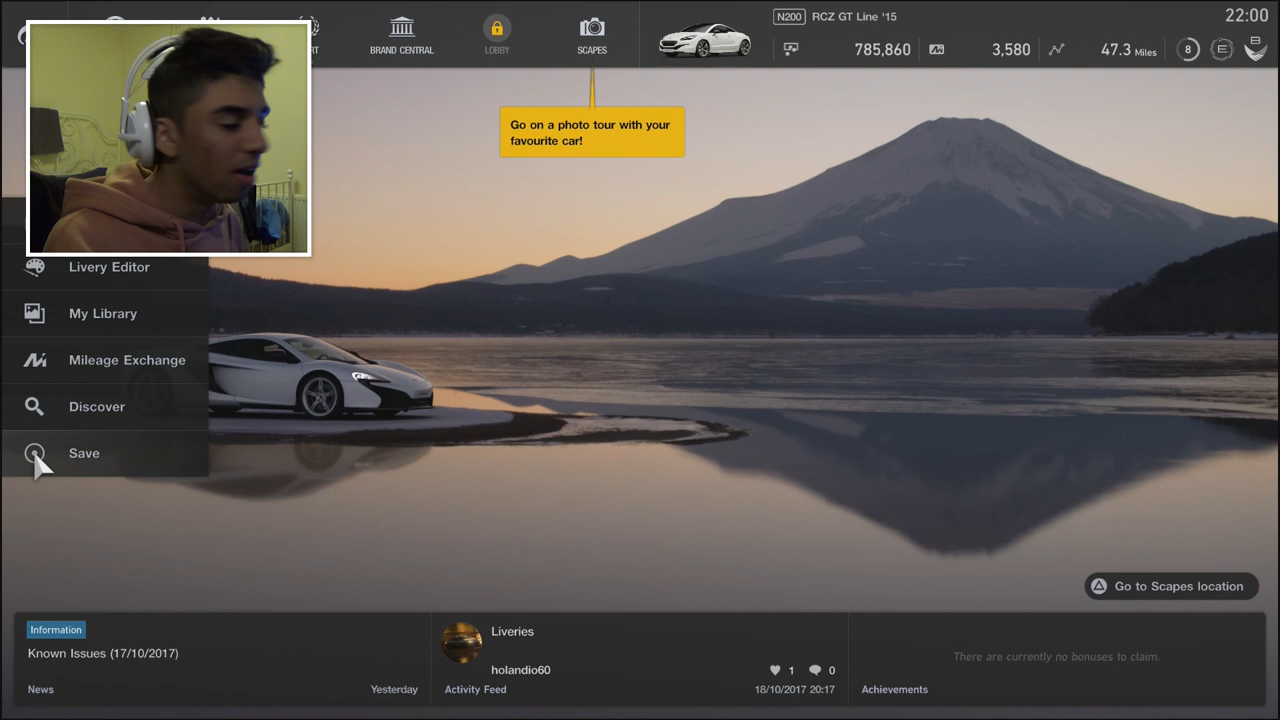 RT
BRAND CENTRAL
LOBBY
SCAPES
N200 RCZ GT Line '15
785,860
3,580
47.3 Miles
8
E
B
22:00
Go on a photo tour with your
favourite car!
Livery Editor
My Library
Mileage Exchange
Discover
Save
Go to Scapes location
Information
Known Issues (17/10/2017)
News
Yesterday
Liveries
holandio60
1
0
Activity Feed
18/10/2017 20:17
There are currently no bonuses to claim.
Achievements